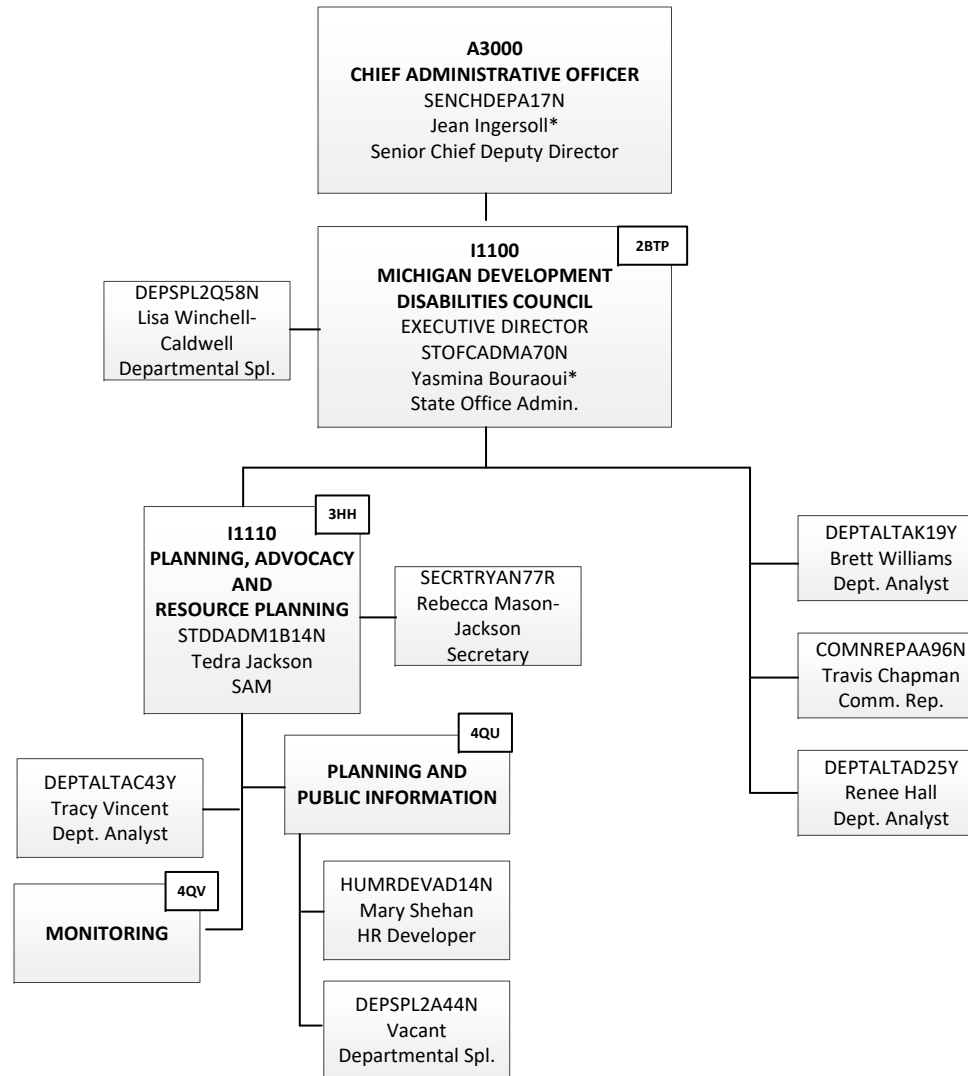 A3000
CHIEF ADMINISTRATIVE OFFICER
SENCHDEPA17N
Jean Ingersoll*
Senior Chief Deputy Director
2BTP
I1100
MICHIGAN DEVELOPMENT
DISABILITIES COUNCIL
EXECUTIVE DIRECTOR
STOFCADMA70N
Yasmina Bouraoui*
State Office Admin.
DEPSPL2Q58N
Lisa Winchell-
Caldwell
Departmental Spl.
3HH
I1110
PLANNING, ADVOCACY
AND
RESOURCE PLANNING
STDDADM1B14N
Tedra Jackson
SAM
SECRTRYAN77R
Rebecca Mason-
Jackson
Secretary
DEPTALTAK19Y
Brett Williams
Dept. Analyst
COMNREPAA96N
Travis Chapman
Comm. Rep.
DEPTALTAD25Y
Renee Hall
Dept. Analyst
DEPTALTAC43Y
Tracy Vincent
Dept. Analyst
4QU
PLANNING AND
PUBLIC INFORMATION
4QV
MONITORING
HUMRDEVAD14N
Mary Shehan
HR Developer
DEPSPL2A44N
Vacant
Departmental Spl.